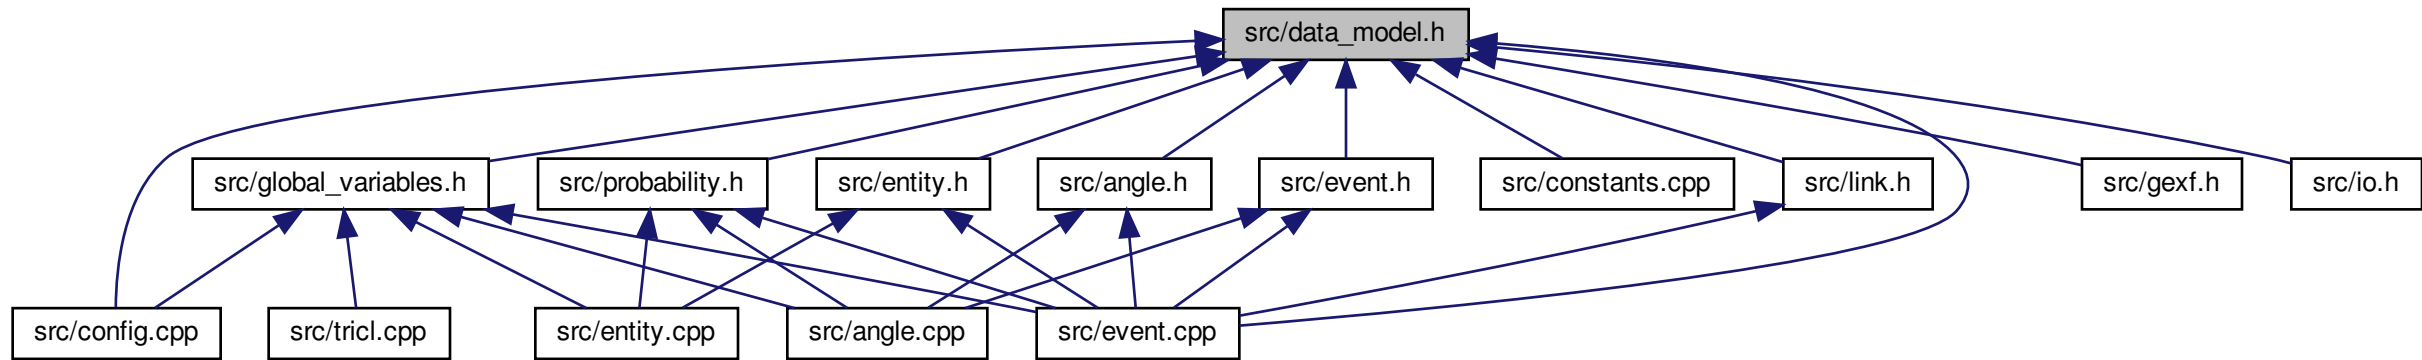 src/data_model.h
src/global_variables.h
src/probability.h
src/entity.h
src/angle.h
src/event.h
src/constants.cpp
src/link.h
src/gexf.h
src/io.h
src/config.cpp
src/tricl.cpp
src/entity.cpp
src/angle.cpp
src/event.cpp